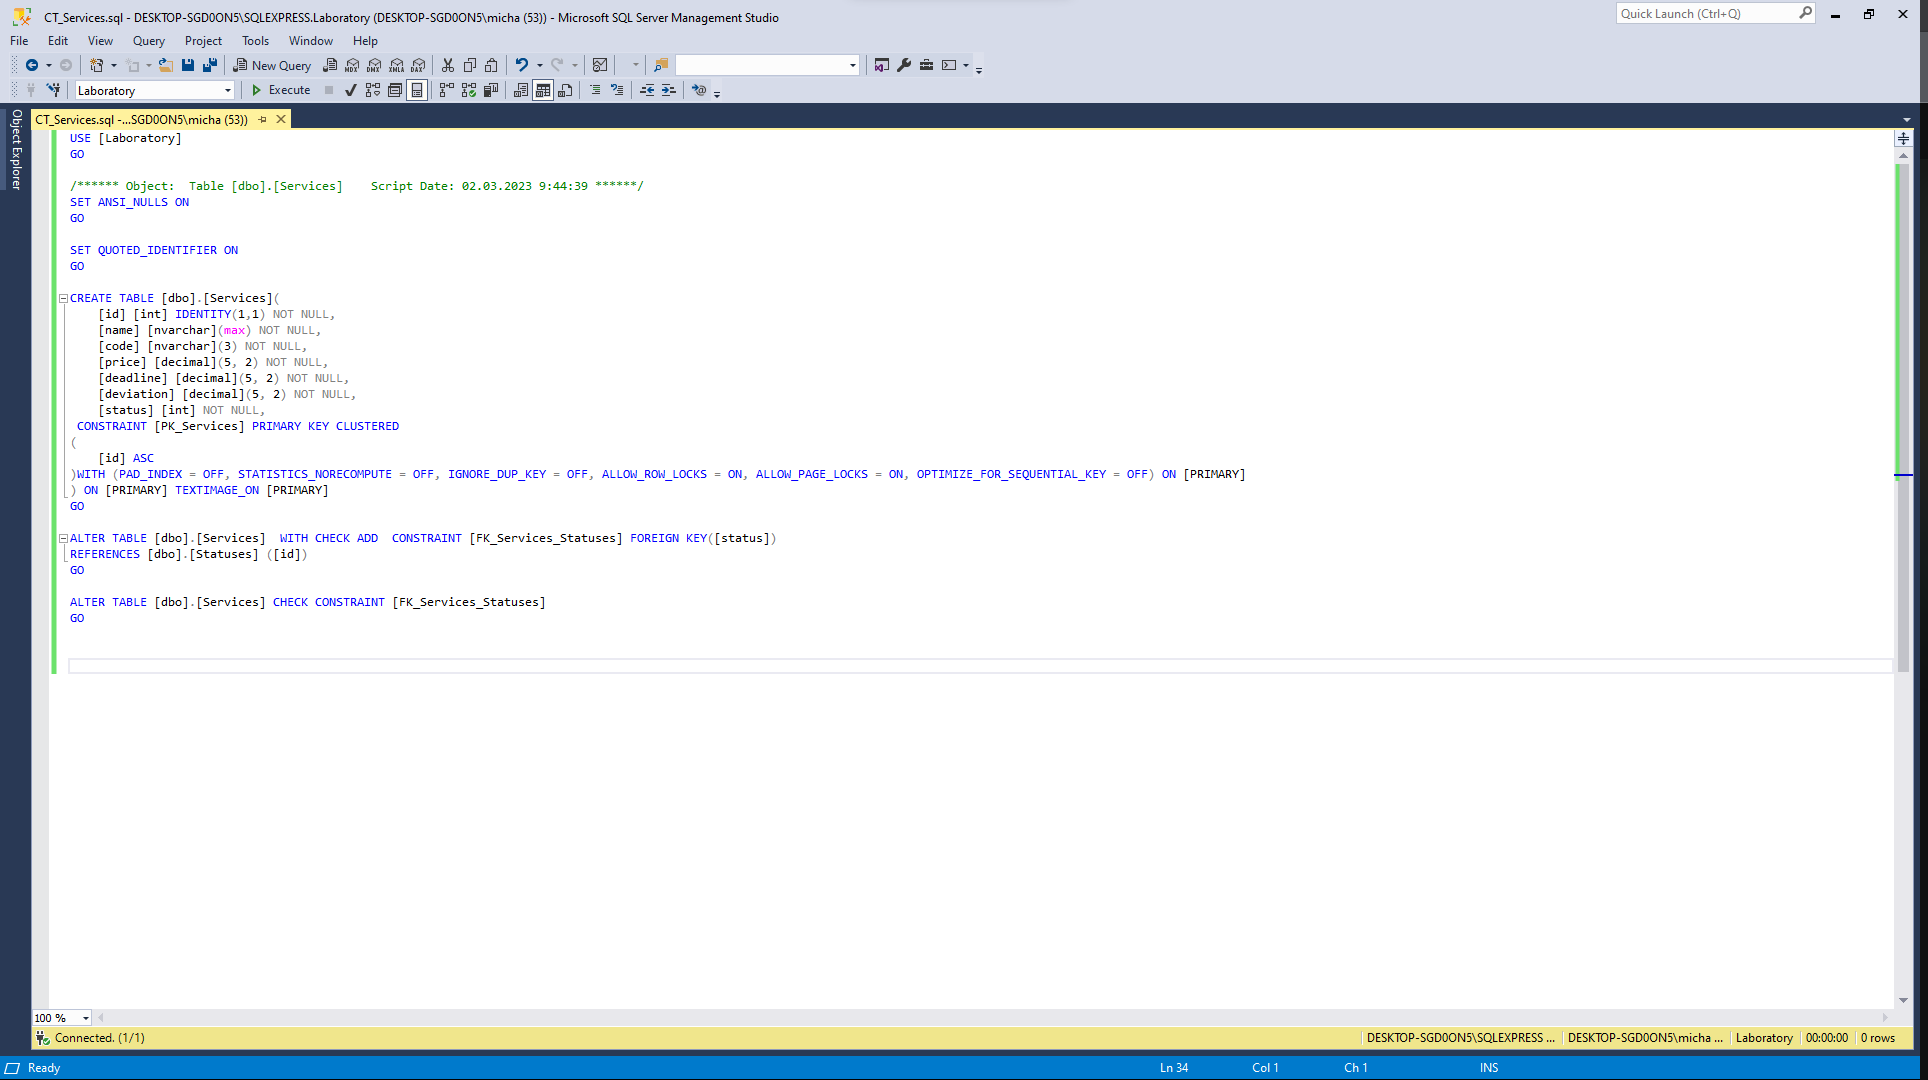 CT_Services.sql - DESKTOP-SGD0ON5\SQLEXPRESS.Laboratory (DESKTOP-SGD0ON5\micha (53)) - Microsoft SQL Server Management Studio
Quick Launch (Ctrl+Q)
File Edit View Query Project Tools Window Help
New Query
MDX DMX XMLA DAX
Laboratory
Execute
Object Explorer
CT_Services.sql -...SGD0ON5\micha (53))
USE [Laboratory]
GO
/****** Object:  Table [dbo].[Services]    Script Date: 02.03.2023 9:44:39 ******/
SET ANSI_NULLS ON
GO
SET QUOTED_IDENTIFIER ON
GO
CREATE TABLE [dbo].[Services](
[id] [int] IDENTITY(1,1) NOT NULL,
[name] [nvarchar](max) NOT NULL,
[code] [nvarchar](3) NOT NULL,
[price] [decimal](5, 2) NOT NULL,
[deadline] [decimal](5, 2) NOT NULL,
[deviation] [decimal](5, 2) NOT NULL,
[status] [int] NOT NULL,
CONSTRAINT [PK_Services] PRIMARY KEY CLUSTERED
(
[id] ASC
)WITH (PAD_INDEX = OFF, STATISTICS_NORECOMPUTE = OFF, IGNORE_DUP_KEY = OFF, ALLOW_ROW_LOCKS = ON, ALLOW_PAGE_LOCKS = ON, OPTIMIZE_FOR_SEQUENTIAL_KEY = OFF) ON [PRIMARY]
) ON [PRIMARY] TEXTIMAGE_ON [PRIMARY]
GO
ALTER TABLE [dbo].[Services]  WITH CHECK ADD  CONSTRAINT [FK_Services_Statuses] FOREIGN KEY([status])
REFERENCES [dbo].[Statuses] ([id])
GO
ALTER TABLE [dbo].[Services] CHECK CONSTRAINT [FK_Services_Statuses]
GO
100 %
Connected. (1/1)
DESKTOP-SGD0ON5\SQLEXPRESS ... DESKTOP-SGD0ON5\micha ... Laboratory 00:00:00 0 rows
Ready
Ln 34 Col 1 Ch 1 INS